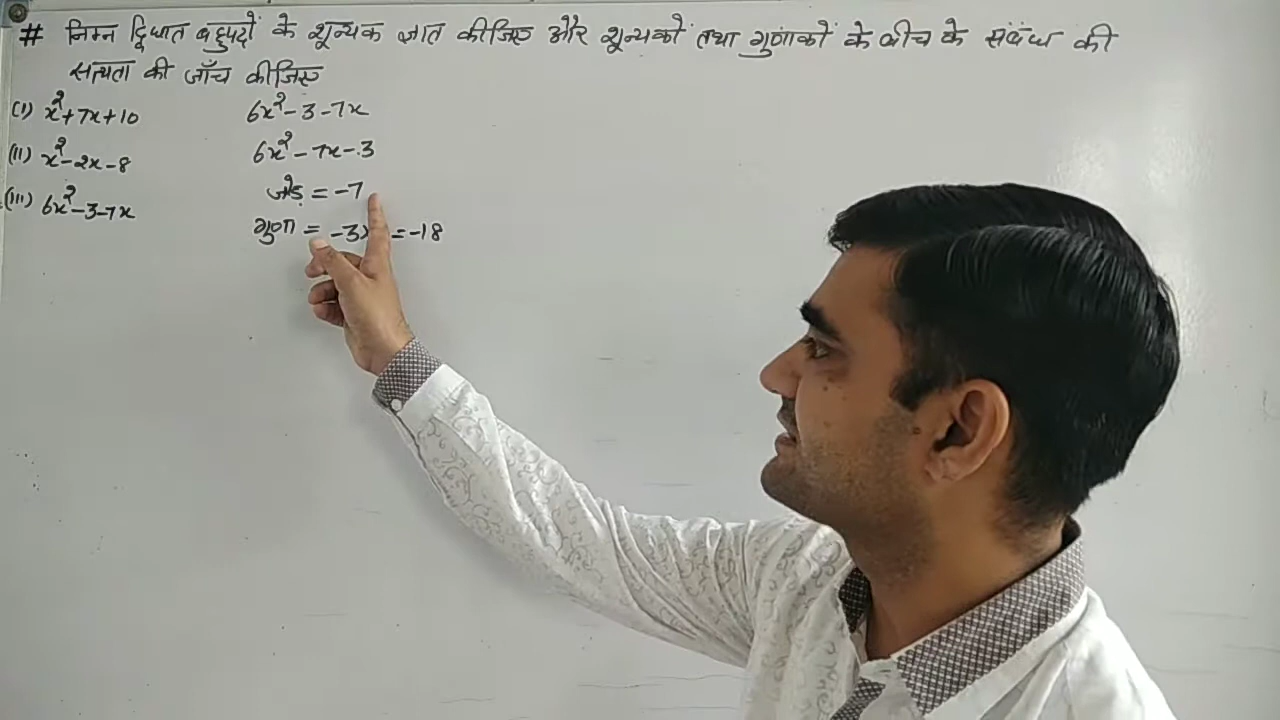 # निम्न द्विघात बहुपदों के शून्यक ज्ञात कीजिए और शून्यकों तथा गुणांकों के बीच के संबंध की
सत्यता की जाँच कीजिए
(i) x²+7x+10
(ii) x²-2x-8
(iii) 6x²-3-7x
6x²-3-7x
6x²-7x-3
जोड़ = -7
गुणा = -3x =-18